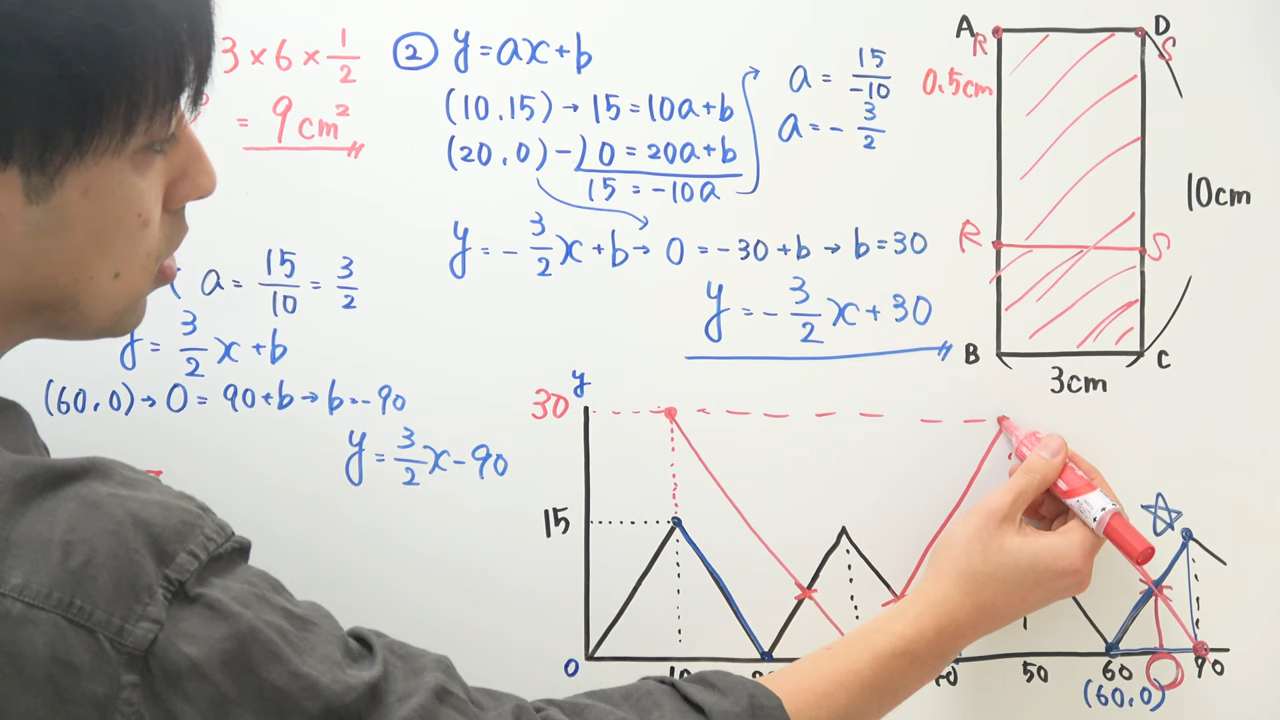 3×6×1/2
= 9cm²
a = 15/10 = 3/2
y = 3/2x+b
(60,0)→0=90+b→b=-90
y=3/2x-90
② y=ax+b
(10,15)→15=10a+b
(20,0)-)0=20a+b
15=-10a
a=15/-10
a=-3/2
y=-3/2x+b→0=-30+b→b=30
y=-3/2x+30
A R D S
0.5cm
10cm
R S
B C
3cm
y
30
15
0 10 50 60 90
(60,0)